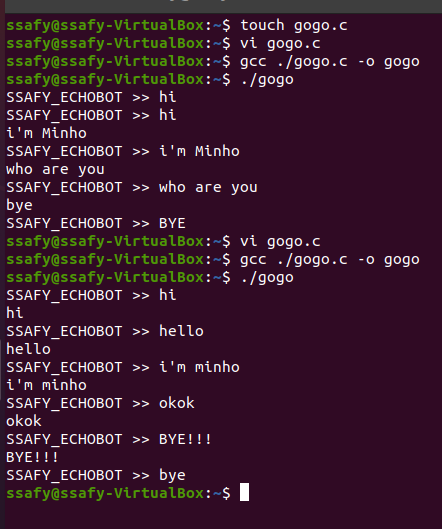 ssafy@ssafy-VirtualBox:~$ touch gogo.c
ssafy@ssafy-VirtualBox:~$ vi gogo.c
ssafy@ssafy-VirtualBox:~$ gcc ./gogo.c -o gogo
ssafy@ssafy-VirtualBox:~$ ./gogo
SSAFY_ECHOBOT >> hi
SSAFY_ECHOBOT >> hi
i'm Minho
SSAFY_ECHOBOT >> i'm Minho
who are you
SSAFY_ECHOBOT >> who are you
bye
SSAFY_ECHOBOT >> BYE
ssafy@ssafy-VirtualBox:~$ vi gogo.c
ssafy@ssafy-VirtualBox:~$ gcc ./gogo.c -o gogo
ssafy@ssafy-VirtualBox:~$ ./gogo
SSAFY_ECHOBOT >> hi
hi
SSAFY_ECHOBOT >> hello
hello
SSAFY_ECHOBOT >> i'm minho
i'm minho
SSAFY_ECHOBOT >> okok
okok
SSAFY_ECHOBOT >> BYE!!!
BYE!!!
SSAFY_ECHOBOT >> bye
ssafy@ssafy-VirtualBox:~$